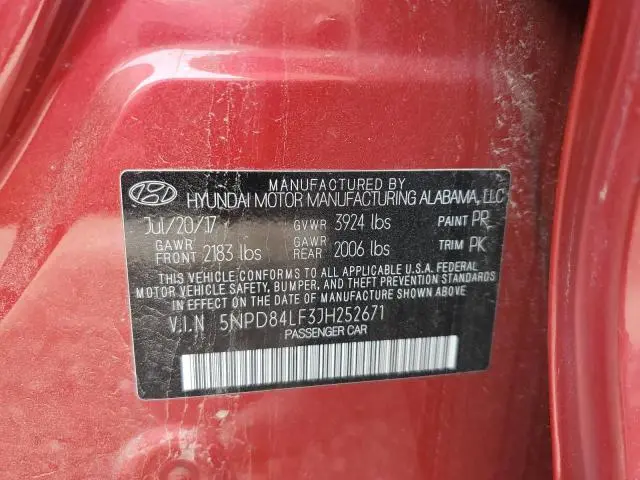 MANUFACTURED BY
HYUNDAI MOTOR MANUFACTURING ALABAMA, LLC
Jul/20/17 GVWR 3924 lbs PAINT PR
GAWR FRONT 2183 lbs GAWR REAR 2006 lbs TRIM PK
THIS VEHICLE CONFORMS TO ALL APPLICABLE U.S.A. FEDERAL
MOTOR VEHICLE SAFETY, BUMPER, AND THEFT PREVENTION STANDARDS
IN EFFECT ON THE DATE OF MANUFACTURE SHOWN ABOVE.
V.I.N 5NPD84LF3JH252671
PASSENGER CAR